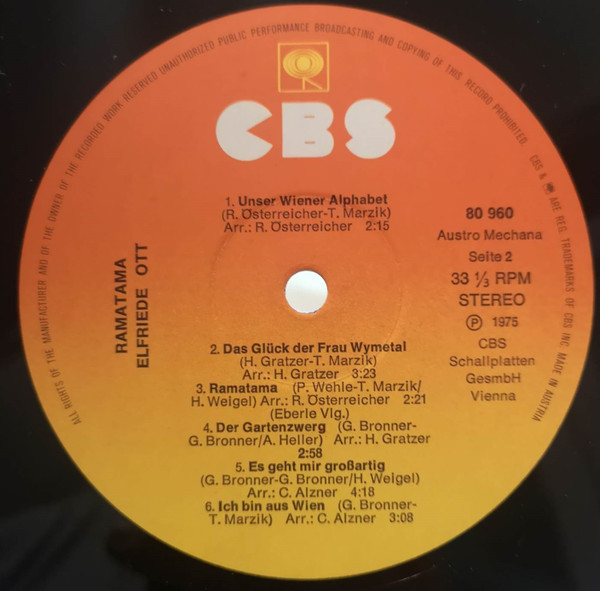 ALL RIGHTS OF THE MANUFACTURER AND OF THE OWNER OF THE RECORDED WORK RESERVED UNAUTHORIZED PUBLIC PERFORMANCE BROADCASTING AND COPYING OF THIS RECORD PROHIBITED CBS & ARE REG. TRADEMARKS OF CBS INC MADE IN AUSTRIA
CBS
1. Unser Wiener Alphabet
(R. Österreicher-T. Marzik)
Arr.: R. Österreicher 2:15
80 960
Austro Mechana
Seite 2
33 1/3 RPM
STEREO
Ⓟ 1975
CBS
Schallplatten
GesmbH
Vienna
RAMATAMA
ELFRIEDE OTT
2. Das Glück der Frau Wymetal
(H. Gratzer-T. Marzik)
Arr.: H. Gratzer 3:23
3. Ramatama (P. Wehle-T. Marzik/
H. Weigel) Arr.: R. Österreicher 2:21
(Eberle Vlg.)
4. Der Gartenzwerg (G. Bronner-
G. Bronner/A. Heller) Arr.: H. Gratzer
2:58
5. Es geht mir großartig
(G. Bronner-G. Bronner/H. Weigel)
Arr.: C. Alzner 4:18
6. Ich bin aus Wien (G. Bronner-
T. Marzik) Arr.: C. Alzner 3:08